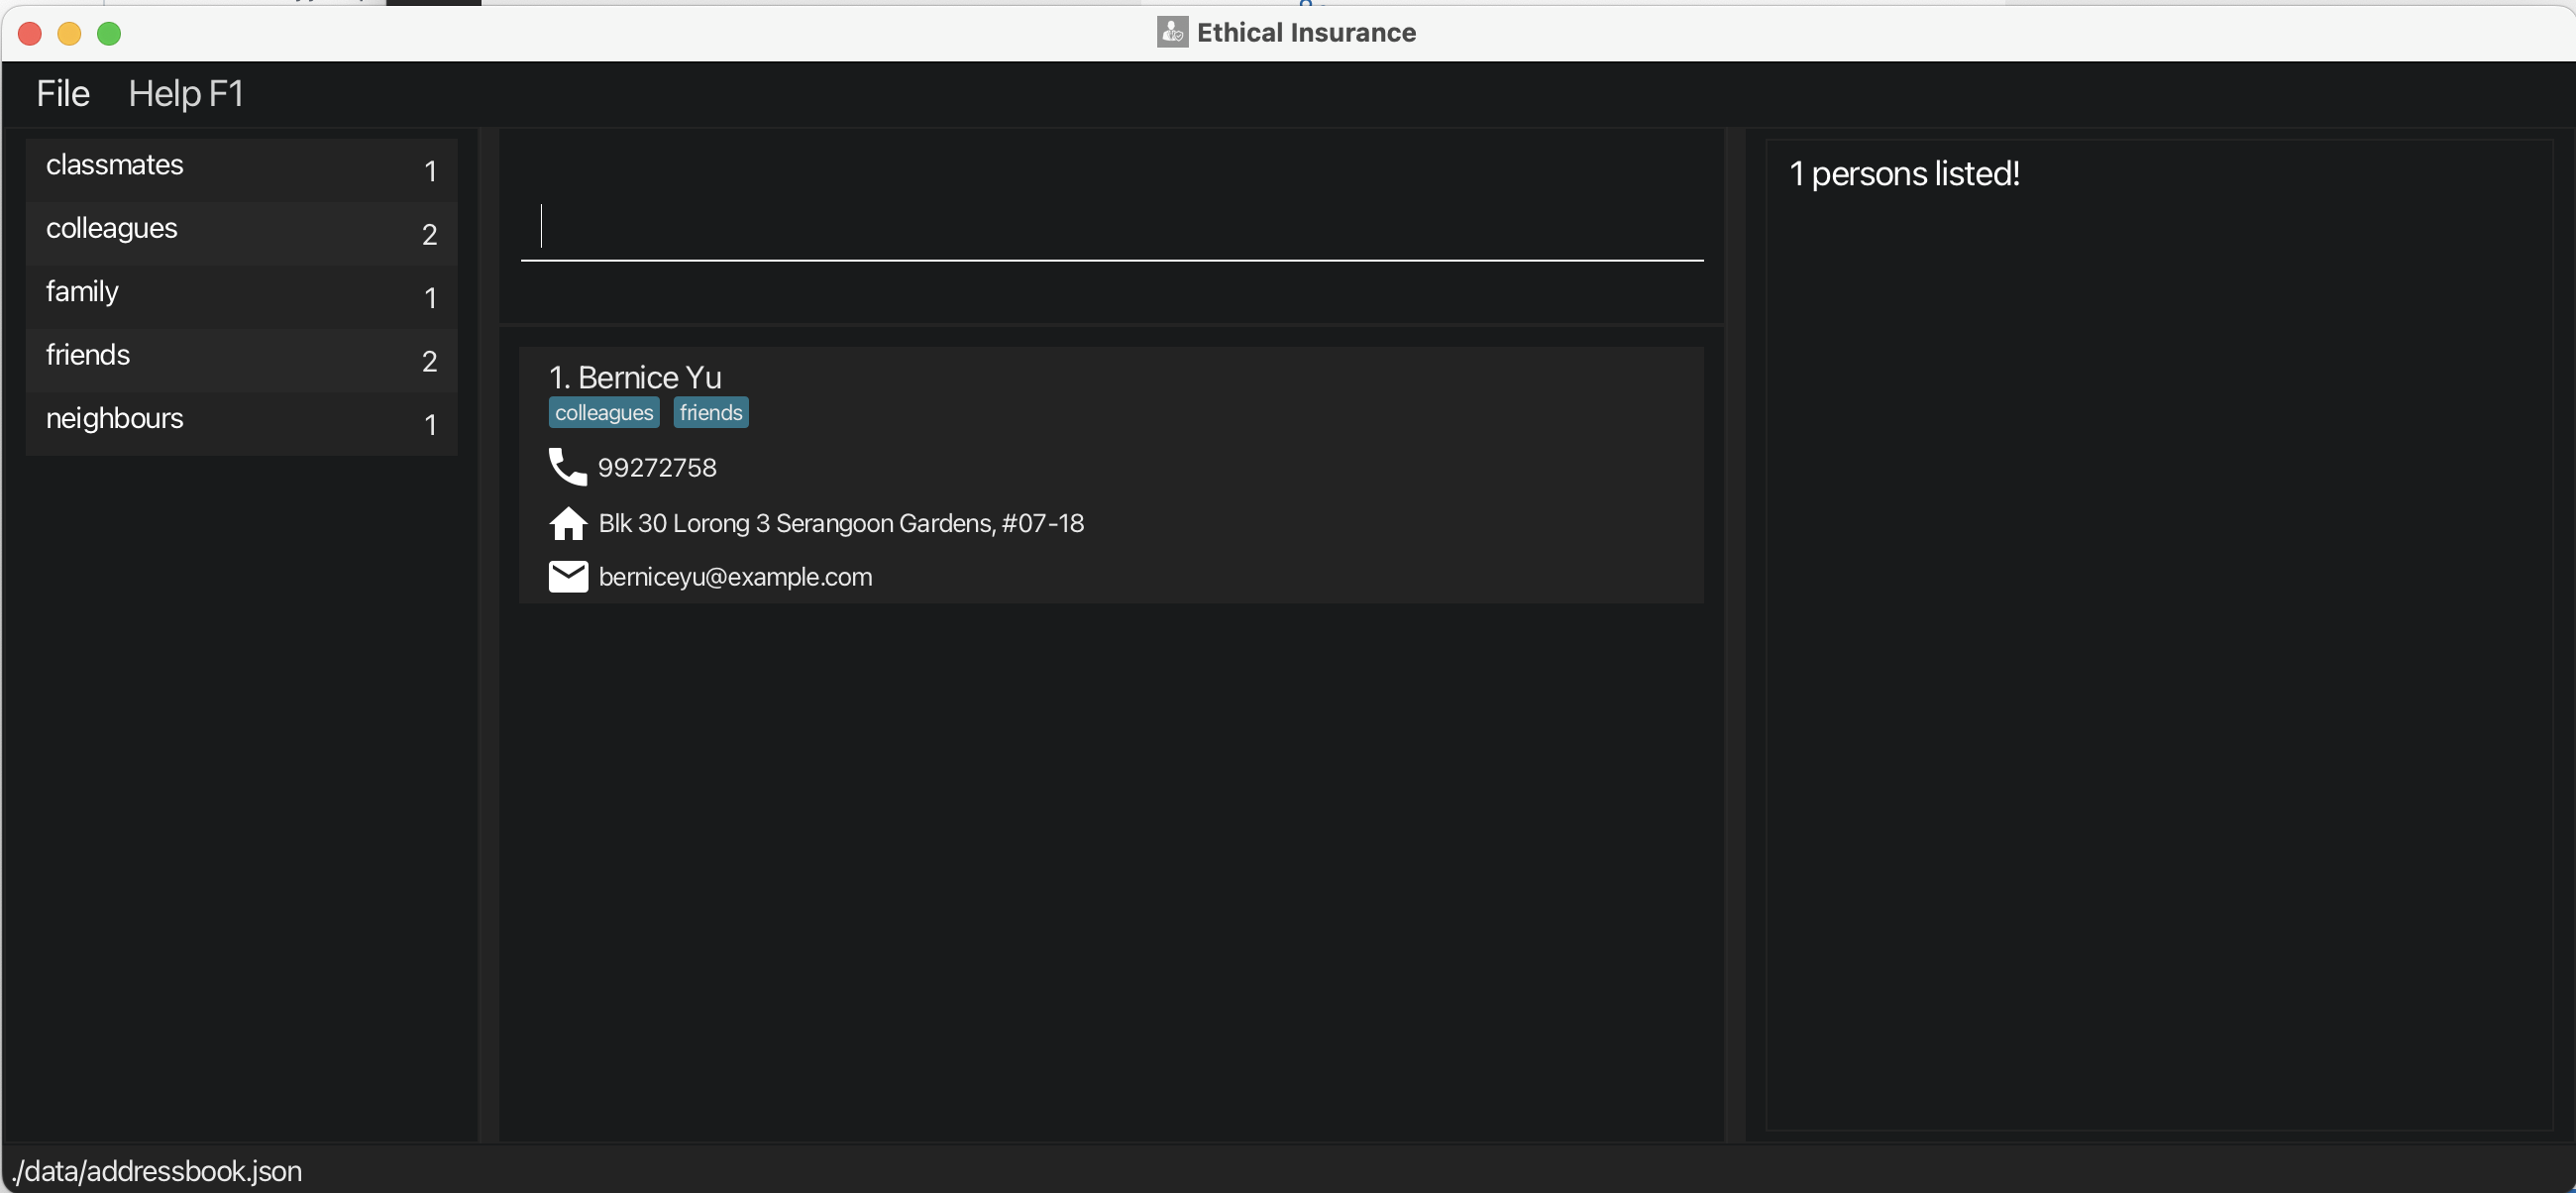 Ethical Insurance
File Help F1
classmates 1
colleagues 2
family 1
friends 2
neighbours 1
1. Bernice Yu
colleagues friends
99272758
Blk 30 Lorong 3 Serangoon Gardens, #07-18
berniceyu@example.com
1 persons listed!
./data/addressbook.json